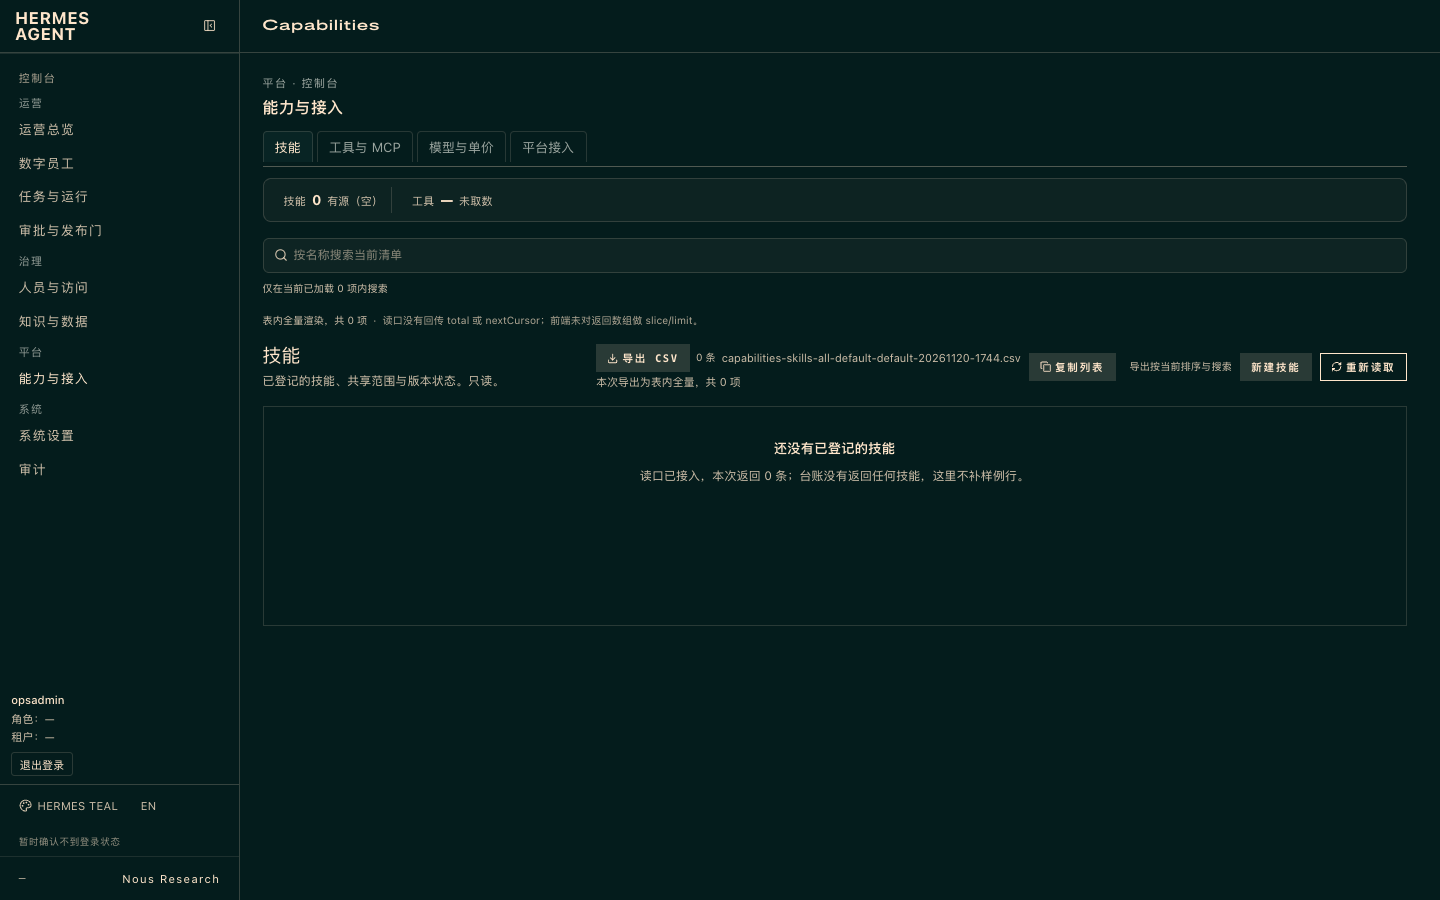 HERMES
AGENT
Capabilities
控制台
运营
运营总览
数字员工
任务与运行
审批与发布门
治理
人员与访问
知识与数据
平台
能力与接入
系统
系统设置
审计
opsadmin
角色：—
租户：—
退出登录
HERMES TEAL EN
暂时确认不到登录状态
— Nous Research
平台 · 控制台
能力与接入
技能 工具与 MCP 模型与单价 平台接入
技能 0 有源（空） 工具 — 未取数
按名称搜索当前清单
仅在当前已加载 0 项内搜索
表内全量渲染，共 0 项 · 读口没有回传 total 或 nextCursor；前端未对返回数组做 slice/limit。
技能
已登记的技能、共享范围与版本状态。只读。
导出 CSV 0 条 capabilities-skills-all-default-default-20261120-1744.csv
本次导出为表内全量，共 0 项
复制列表 导出按当前排序与搜索 新建技能 重新读取
还没有已登记的技能
读口已接入，本次返回 0 条；台账没有返回任何技能，这里不补样例行。